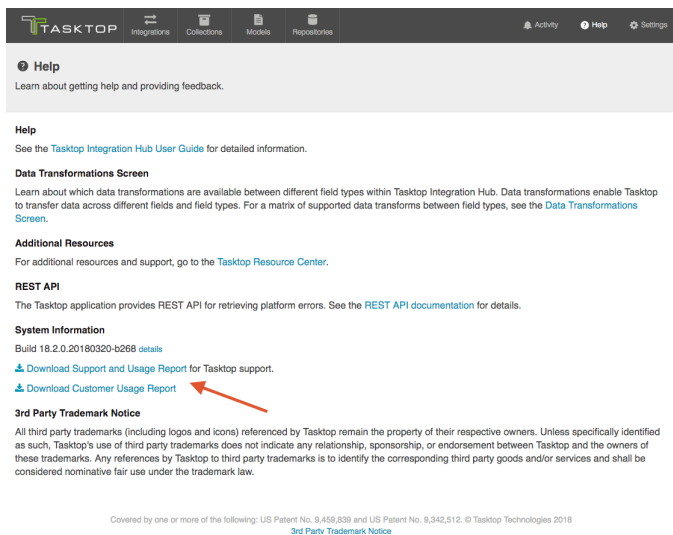 TASKTOP
Integrations
Collections
Models
Repositories
Activity
Help
Settings
Help
Learn about getting help and providing feedback.
Help
See the Tasktop Integration Hub User Guide for detailed information.
Data Transformations Screen
Learn about which data transformations are available between different field types within Tasktop Integration Hub. Data transformations enable Tasktop
to transfer data across different fields and field types. For a matrix of supported data transforms between field types, see the Data Transformations
Screen.
Additional Resources
For additional resources and support, go to the Tasktop Resource Center.
REST API
The Tasktop application provides REST API for retrieving platform errors. See the REST API documentation for details.
System Information
Build 18.2.0.20180320-b268 details
Download Support and Usage Report for Tasktop support.
Download Customer Usage Report
3rd Party Trademark Notice
All third party trademarks (including logos and icons) referenced by Tasktop remain the property of their respective owners. Unless specifically identified
as such, Tasktop's use of third party trademarks does not indicate any relationship, sponsorship, or endorsement between Tasktop and the owners of
these trademarks. Any references by Tasktop to third party trademarks is to identify the corresponding third party goods and/or services and shall be
considered nominative fair use under the trademark law.
Covered by one or more of the following: US Patent No. 9,459,839 and US Patent No. 9,342,512. © Tasktop Technologies 2018
3rd Party Trademark Notice